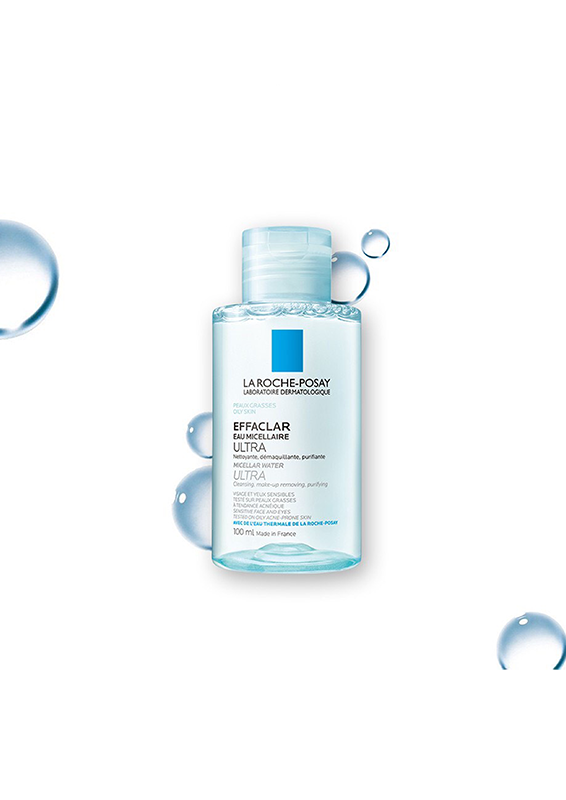 LA ROCHE-POSAY
LABORATOIRE DERMATOLOGIQUE
PEAUX GRASSES
OILY SKIN
EFFACLAR
EAU MICELLAIRE
ULTRA
Nettoyante, démaquillante, purifiante
MICELLAR WATER
ULTRA
Cleansing, make-up removing, purifying
VISAGE ET YEUX SENSIBLES
TESTÉ SUR PEAUX GRASSES
À TENDANCE ACNÉIQUE
SENSITIVE FACE AND EYES
TESTED ON OILY ACNE-PRONE SKIN
AVEC DE L'EAU THERMALE DE LA ROCHE-POSAY
100 ml Made in France